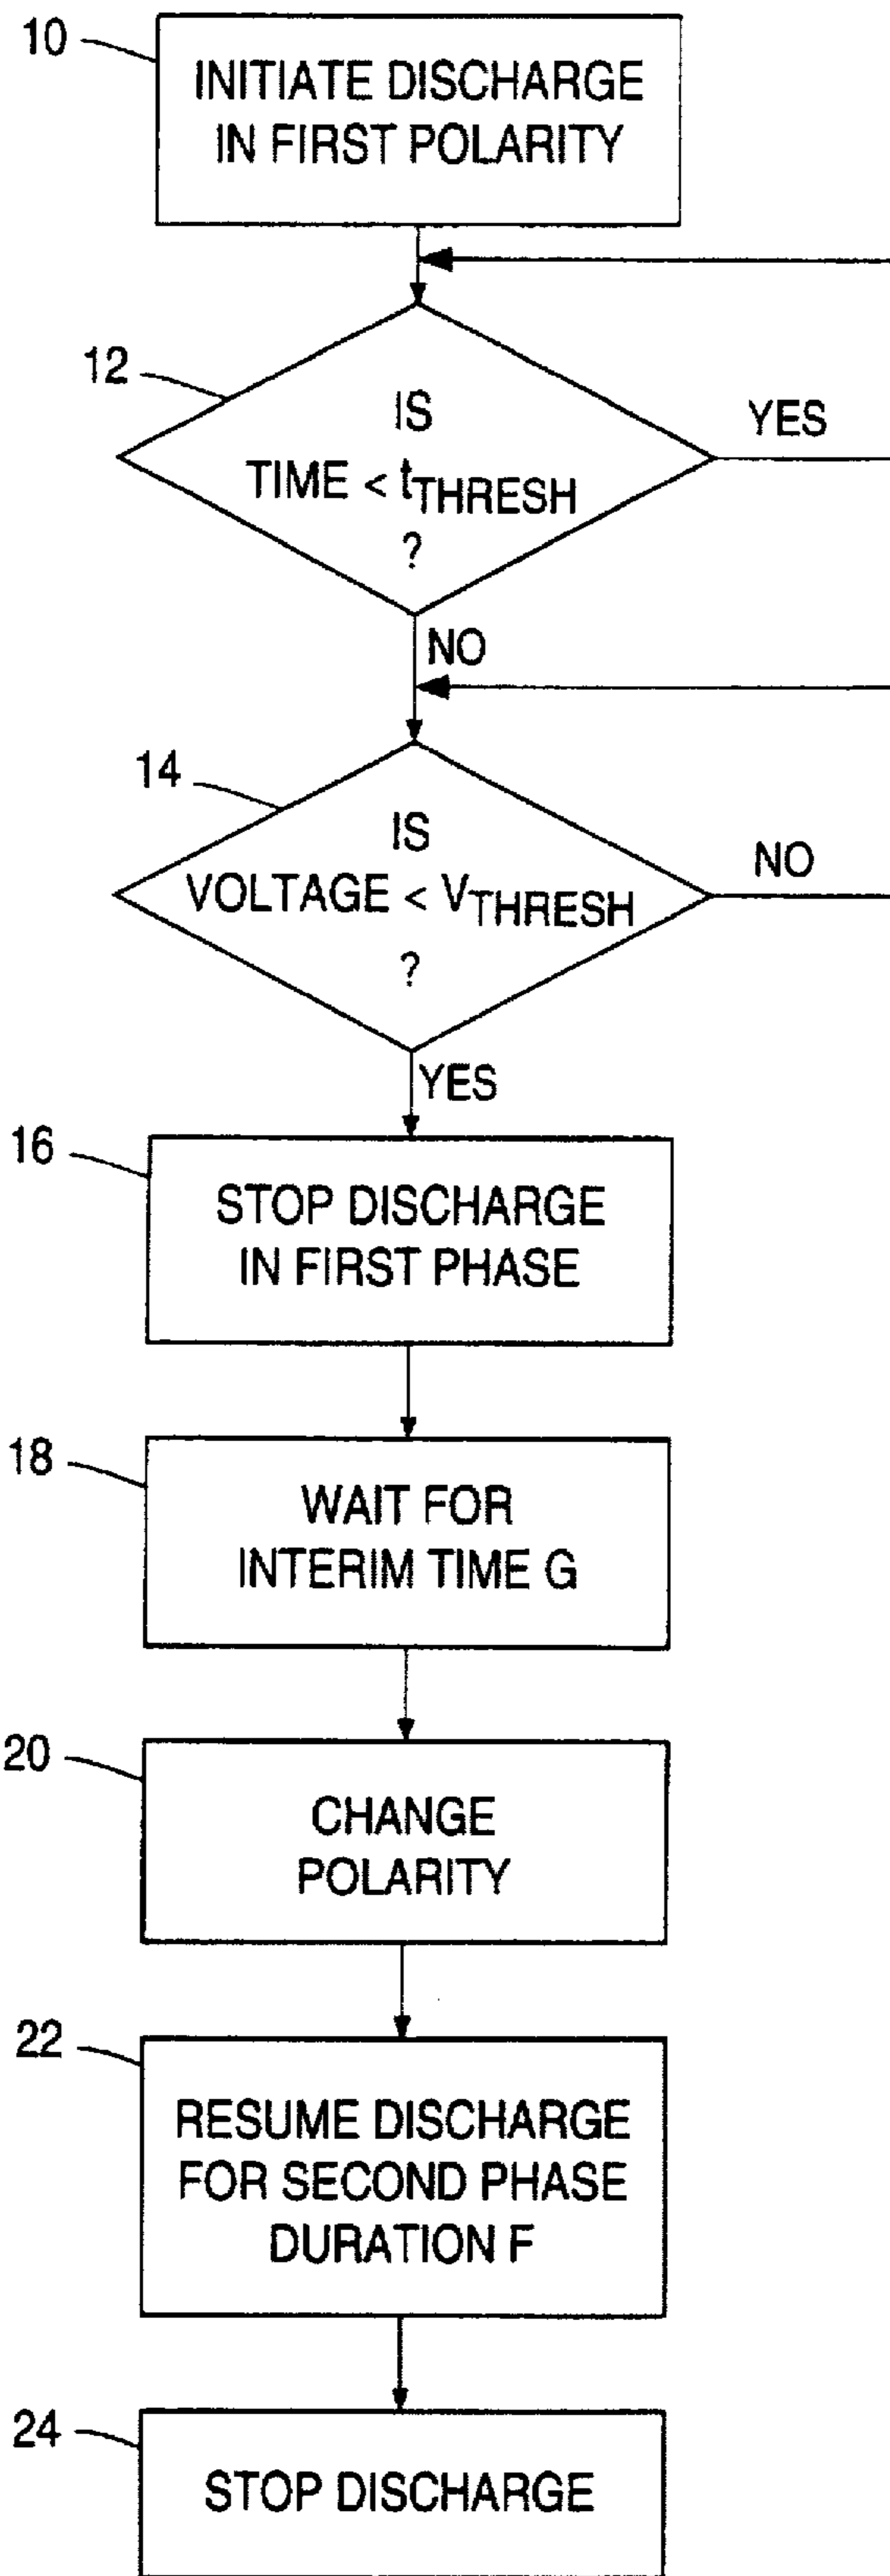 10
INITIATE DISCHARGE
IN FIRST POLARITY
12
IS
TIME < tTHRESH
?
YES
NO
14
IS
VOLTAGE < VTHRESH
?
NO
YES
16
STOP DISCHARGE
IN FIRST PHASE
18
WAIT FOR
INTERIM TIME G
20
CHANGE
POLARITY
22
RESUME DISCHARGE
FOR SECOND PHASE
DURATION F
24
STOP DISCHARGE